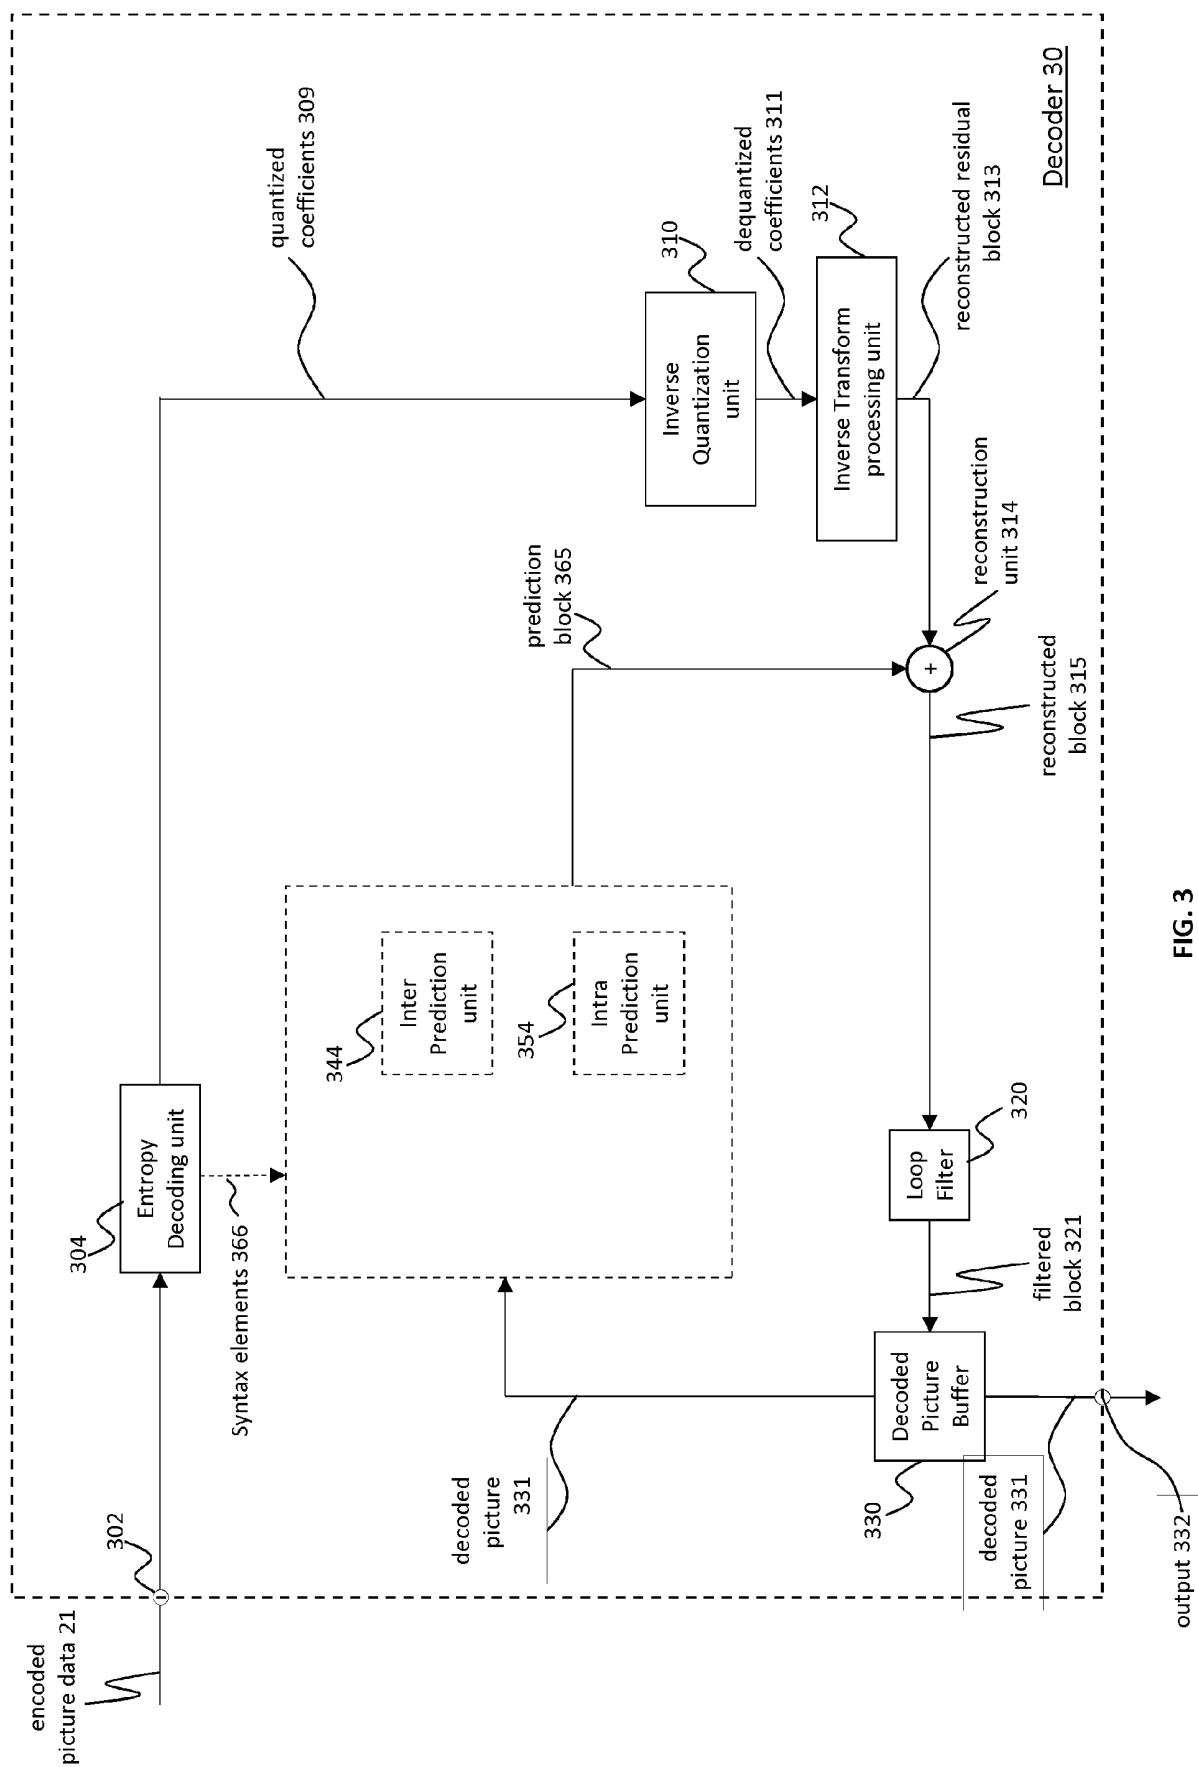 encoded
picture data 21
302
304
Entropy
Decoding unit
Syntax elements 366
quantized
coefficients 309
344
Inter
Prediction
unit
354
Intra
Prediction
unit
prediction
block 365
310
Inverse
Quantization
unit
dequantized
coefficients 311
312
Inverse Transform
processing unit
reconstructed residual
block 313
reconstruction
unit 314
+
reconstructed
block 315
320
Loop
Filter
filtered
block 321
330
Decoded
Picture
Buffer
decoded
picture
331
decoded
picture 331
output 332
Decoder 30
FIG. 3